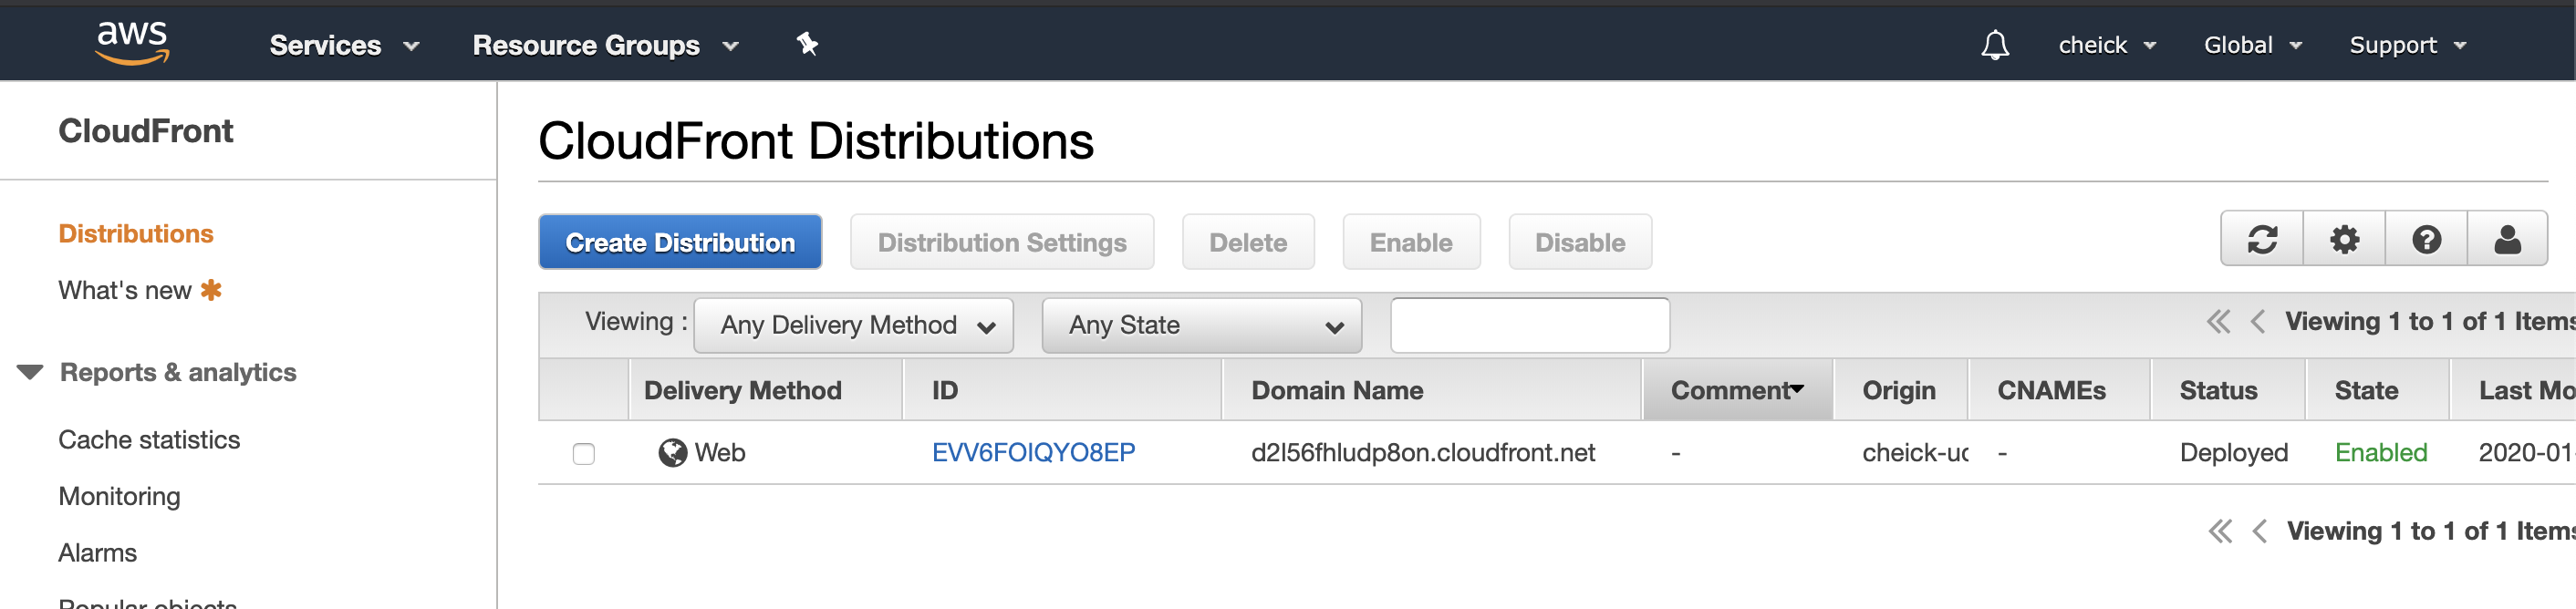 aws Services Resource Groups cheick Global Support
CloudFront
Distributions
What's new
Reports & analytics
Cache statistics
Monitoring
Alarms
Popular objects
CloudFront Distributions
Create Distribution Distribution Settings Delete Enable Disable
Viewing : Any Delivery Method Any State Viewing 1 to 1 of 1 Items
Delivery Method ID Domain Name Comment Origin CNAMEs Status State Last Mo
Web EVV6FOIQYO8EP d2l56fhludp8on.cloudfront.net - cheick-uc - Deployed Enabled 2020-01
Viewing 1 to 1 of 1 Items